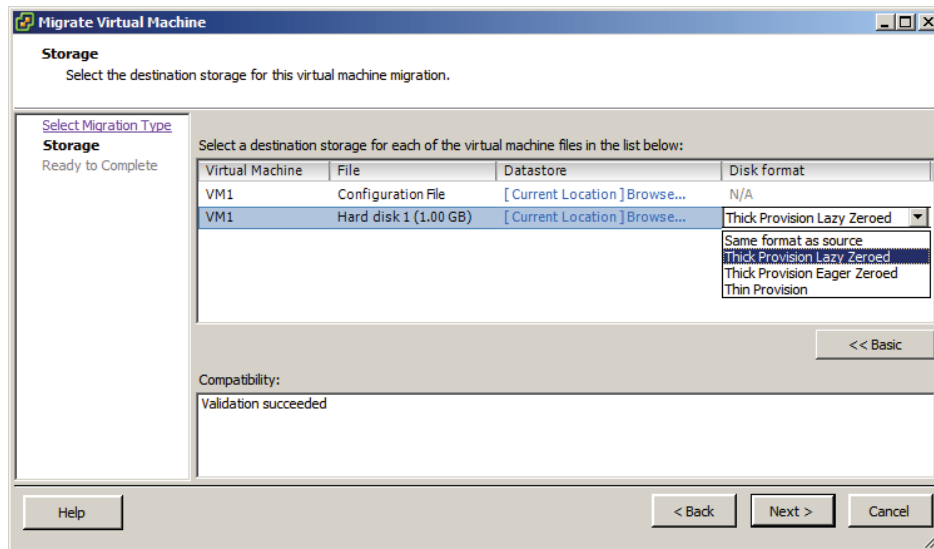 Migrate Virtual Machine
Storage
Select the destination storage for this virtual machine migration.
Select Migration Type
Storage
Ready to Complete
Select a destination storage for each of the virtual machine files in the list below:
Virtual Machine File Datastore Disk format
VM1 Configuration File [ Current Location ] Browse... N/A
VM1 Hard disk 1 (1.00 GB) [ Current Location ] Browse... Thick Provision Lazy Zeroed
Same format as source
Thick Provision Lazy Zeroed
Thick Provision Eager Zeroed
Thin Provision
<< Basic
Compatibility:
Validation succeeded
Help < Back Next > Cancel